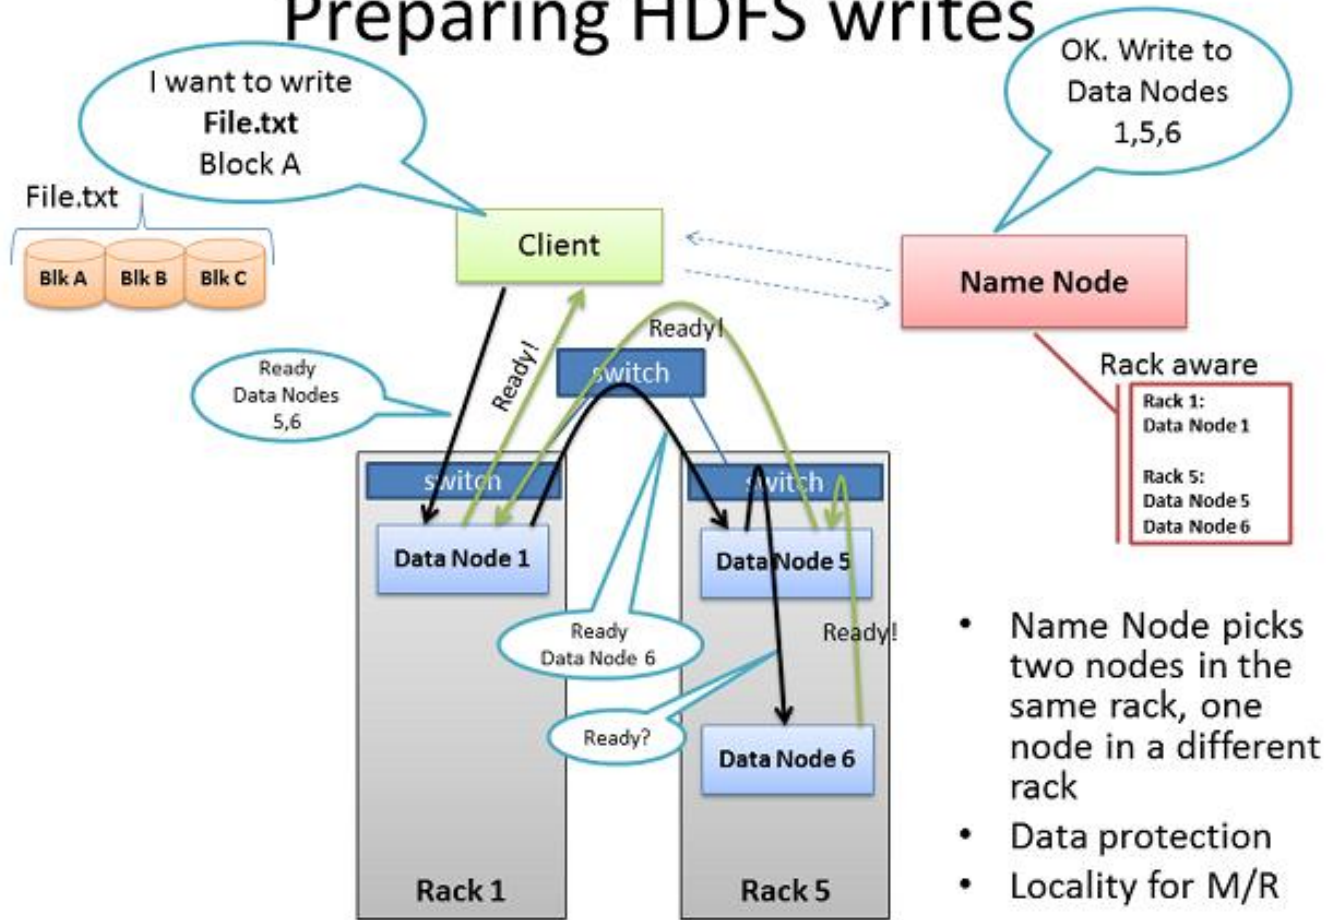 Preparing HDFS writes
I want to write
File.txt
Block A
OK. Write to
Data Nodes
1,5,6
File.txt
Blk A
Blk B
Blk C
Client
Name Node
Ready!
Ready!
switch
Ready
Data Nodes
5,6
Rack aware
Rack 1:
Data Node 1
Rack 5:
Data Node 5
Data Node 6
switch
switch
Data Node 1
Data Node 5
Ready
Data Node 6
Ready!
Ready?
Data Node 6
Rack 1
Rack 5
• Name Node picks
two nodes in the
same rack, one
node in a different
rack
• Data protection
• Locality for M/R